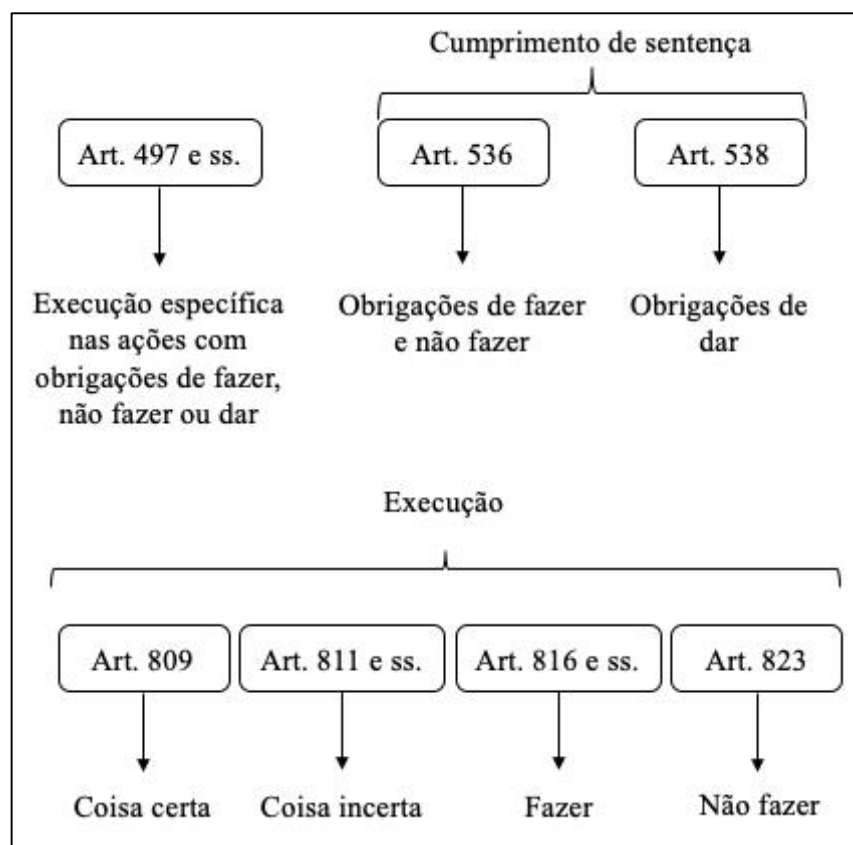 Cumprimento de sentença
Art. 497 e ss.
Art. 536
Art. 538
Execução específica
nas ações com
obrigações de fazer,
não fazer ou dar
Obrigações de fazer
e não fazer
Obrigações de
dar
Execução
Art. 809
Art. 811 e ss.
Art. 816 e ss.
Art. 823
Coisa certa
Coisa incerta
Fazer
Não fazer